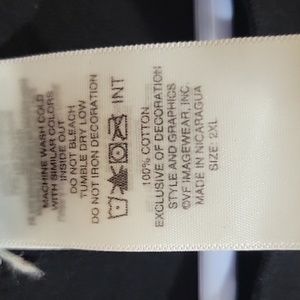 MACHINE WASH COLD
WITH SIMILAR COLORS
INSIDE OUT
DO NOT BLEACH
TUMBLE DRY LOW
DO NOT IRON DECORATION
INT
100% COTTON
EXCLUSIVE OF DECORATION
STYLE AND GRAPHICS
©VF IMAGEWEAR, INC.
MADE IN NICARAGUA
SIZE: 2XL